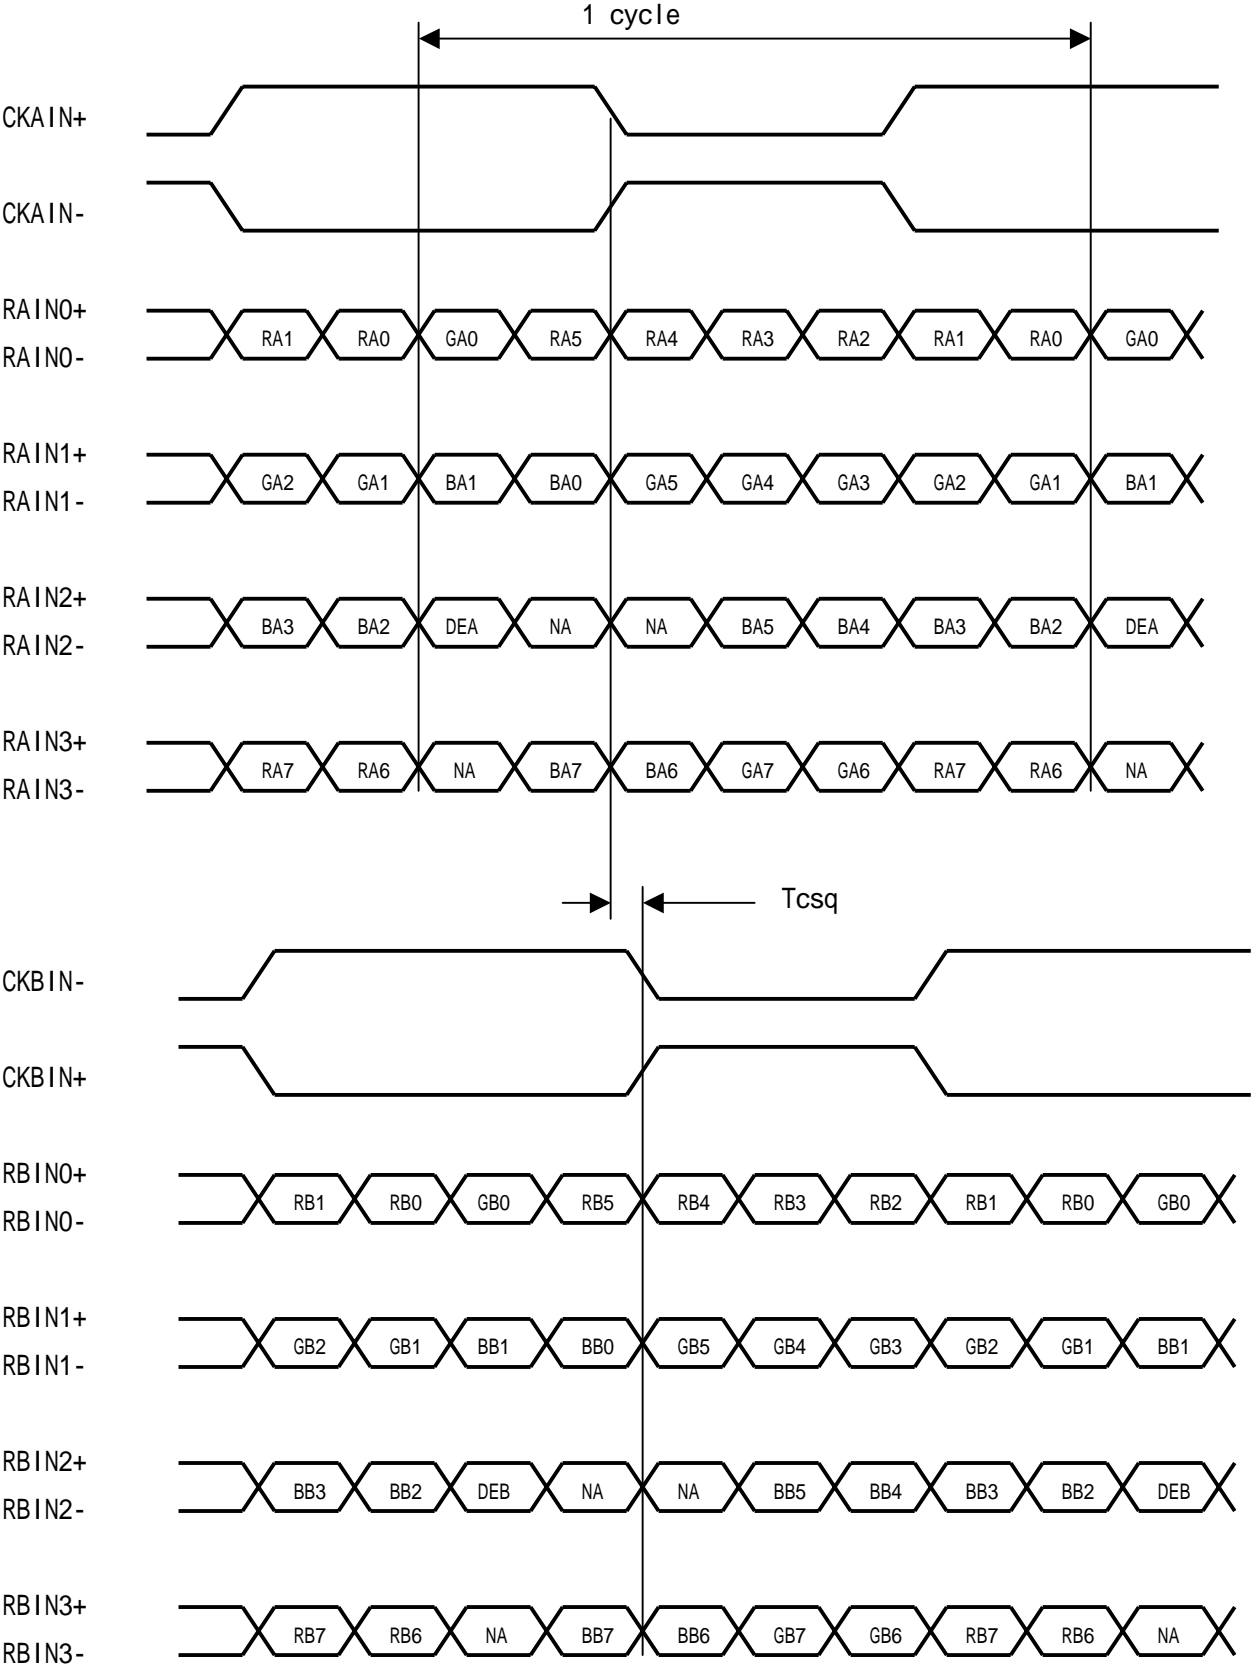 1 cycle
CKAIN+
CKAIN-
RAIN0+
RA1 RA0 GA0 RA5 RA4 RA3 RA2 RA1 RA0 GA0
RAIN0-
RAIN1+
GA2 GA1 BA1 BA0 GA5 GA4 GA3 GA2 GA1 BA1
RAIN1-
RAIN2+
BA3 BA2 DEA NA NA BA5 BA4 BA3 BA2 DEA
RAIN2-
RAIN3+
RA7 RA6 NA BA7 BA6 GA7 GA6 RA7 RA6 NA
RAIN3-
Tcsq
CKBIN-
CKBIN+
RBIN0+
RB1 RB0 GB0 RB5 RB4 RB3 RB2 RB1 RB0 GB0
RBIN0-
RBIN1+
GB2 GB1 BB1 BB0 GB5 GB4 GB3 GB2 GB1 BB1
RBIN1-
RBIN2+
BB3 BB2 DEB NA NA BB5 BB4 BB3 BB2 DEB
RBIN2-
RBIN3+
RB7 RB6 NA BB7 BB6 GB7 GB6 RB7 RB6 NA
RBIN3-